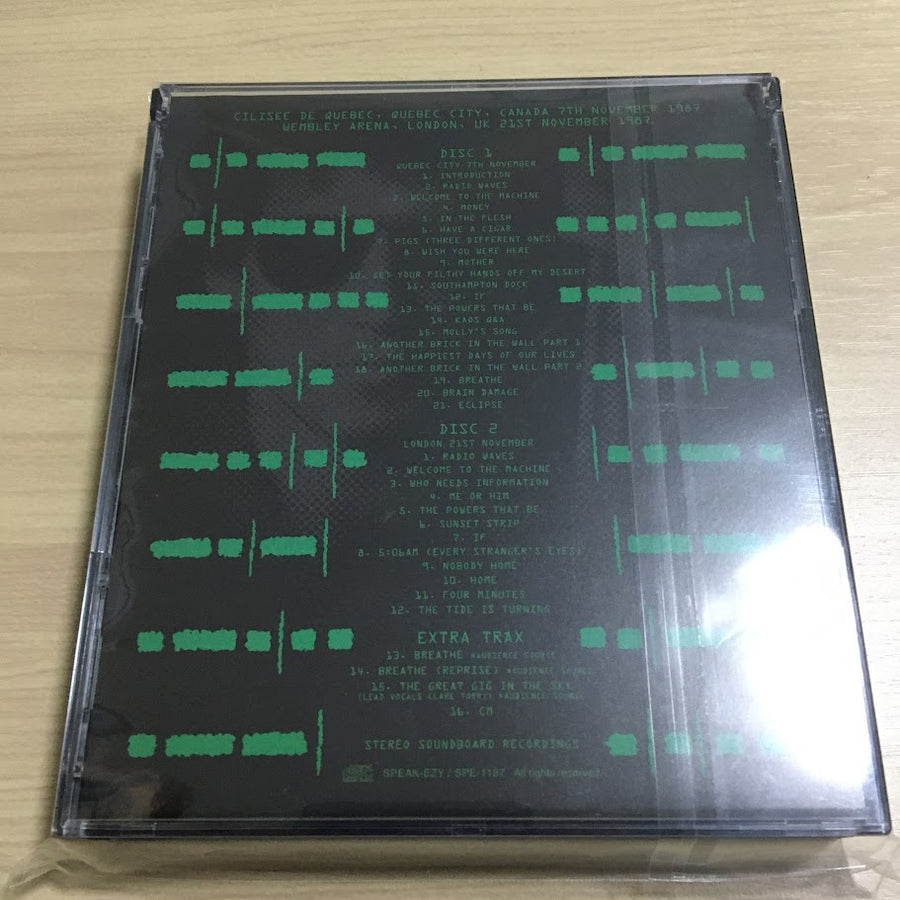 CILISEE DE QUEBEC, QUEBEC CITY, CANADA 7TH NOVEMBER 1987
WEMBLEY ARENA, LONDON, UK 21ST NOVEMBER 1987
DISC 1
QUEBEC CITY 7TH NOVEMBER
1. INTRODUCTION
2. RADIO WAVES
3. WELCOME TO THE MACHINE
4. MONEY
5. IN THE FLESH
6. HAVE A CIGAR
7. PIGS (THREE DIFFERENT ONES)
8. WISH YOU WERE HERE
9. MOTHER
10. GET YOUR FILTHY HANDS OFF MY DESERT
11. SOUTHAMPTON DOCK
12. IF
13. THE POWERS THAT BE
14. KAOS Q&A
15. MOLLY'S SONG
16. ANOTHER BRICK IN THE WALL PART 1
17. THE HAPPIEST DAYS OF OUR LIVES
18. ANOTHER BRICK IN THE WALL PART 2
19. BREATHE
20. BRAIN DAMAGE
21. ECLIPSE
DISC 2
LONDON 21ST NOVEMBER
1. RADIO WAVES
2. WELCOME TO THE MACHINE
3. WHO NEEDS INFORMATION
4. ME OR HIM
5. THE POWERS THAT BE
6. SUNSET STRIP
7. IF
8. 5:06AM (EVERY STRANGER'S EYES)
9. NOBODY HOME
10. HOME
11. FOUR MINUTES
12. THE TIDE IS TURNING
EXTRA TRAX
13. BREATHE *AUDIENCE SOURCE
14. BREATHE (REPRISE) *AUDIENCE SOURCE
15. THE GREAT GIG IN THE SKY
(LEAD VOCALS CLARE TORRY) *AUDIENCE SOURCE
16. CM
STEREO SOUNDBOARD RECORDINGS
SPEAK-EZY / SPE-1187 All rights reserved